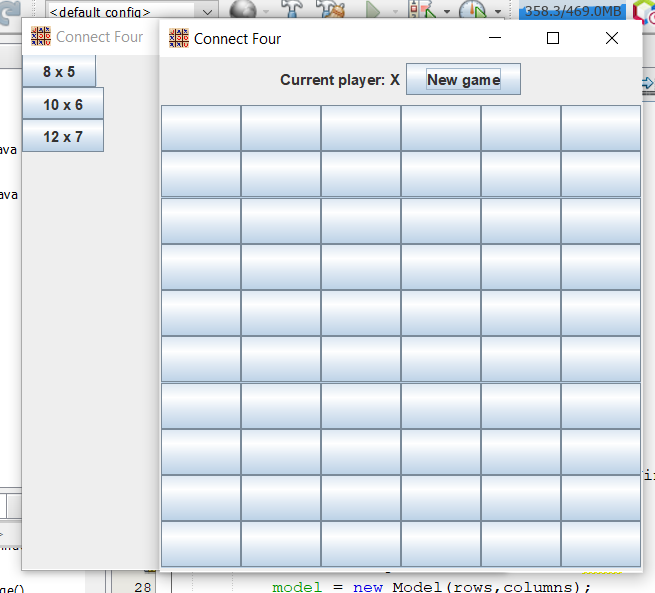 <default config>
358.3/469.0MB
Connect Four
Connect Four
8 x 5
10 x 6
12 x 7
Current player: X
New game
ava
ava
28
model = new Model(rows,columns);